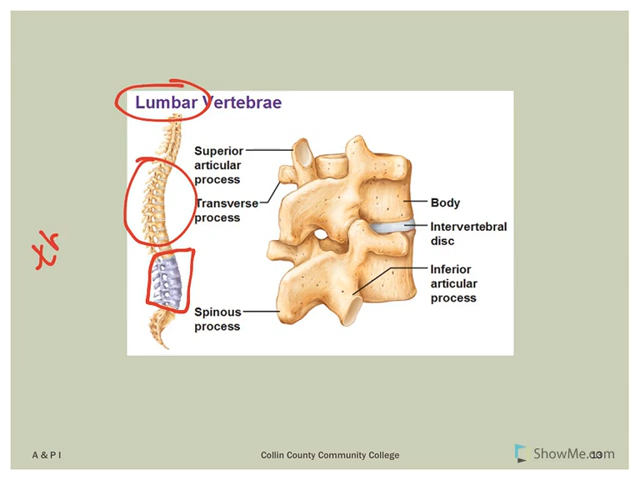 Lumbar Vertebrae
Superior
articular
process
Transverse
process
Body
Intervertebral
disc
Inferior
articular
process
Spinous
process
A & P I
Collin County Community College
13
ShowMe.com